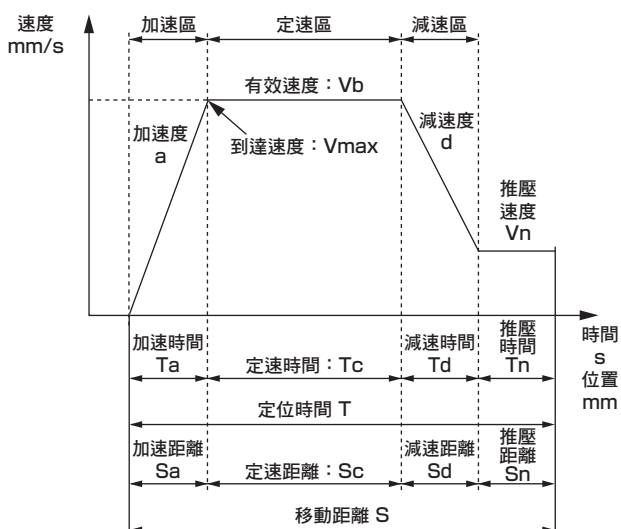 速度
mm/s
加速區
定速區
減速區
有效速度：Vb
加速度
a
到達速度：Vmax
減速度
d
推壓
速度
Vn
時間
s
位置
mm
加速時間
Ta
定速時間：Tc
減速時間
Td
推壓
時間
Tn
定位時間 T
加速距離
Sa
定速距離：Sc
減速距離
Sd
推壓
距離
Sn
移動距離 S